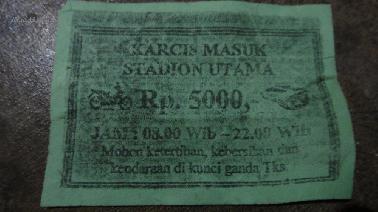 KARCIS MASUK
STADION UTAMA
Rp. 5000,-
JAM : 08.00 Wib - 22.00 Wib
Mohon ketertiban, kebersihan dan
kendaraan di kunci ganda Tks